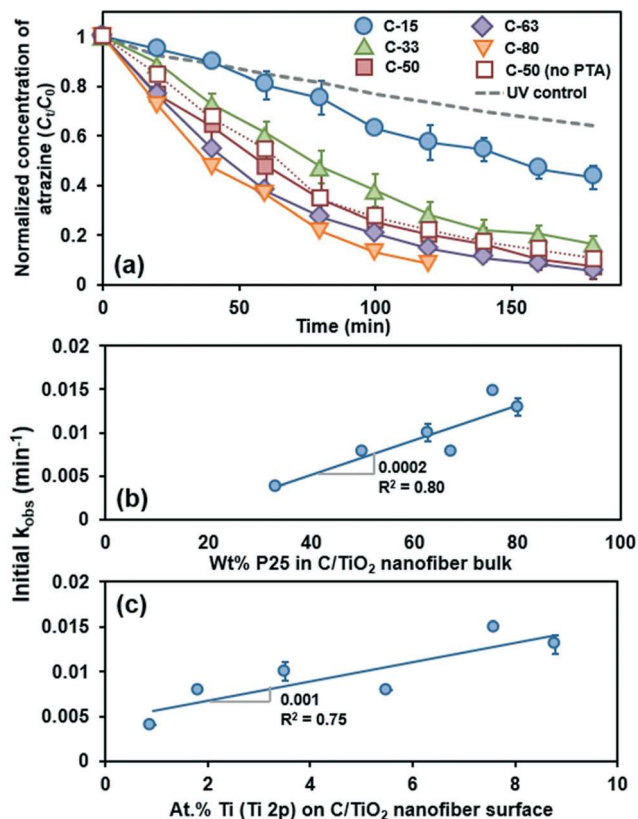 Normalized concentration of
atrazine (Cₜ/C₀)
1
0.8
0.6
0.4
0.2
0
C-15
C-33
C-50
C-63
C-80
C-50 (no PTA)
UV control
(a)
0 50 100 150
Time (min)
Initial kobs (min⁻¹)
0.02
0.015
0.01
0.005
0
(b)
0.0002
R² = 0.80
0 20 40 60 80 100
Wt% P25 in C/TiO₂ nanofiber bulk
0.02
0.015
0.01
0.005
0
(c)
0.001
R² = 0.75
0 2 4 6 8 10
At.% Ti (Ti 2p) on C/TiO₂ nanofiber surface